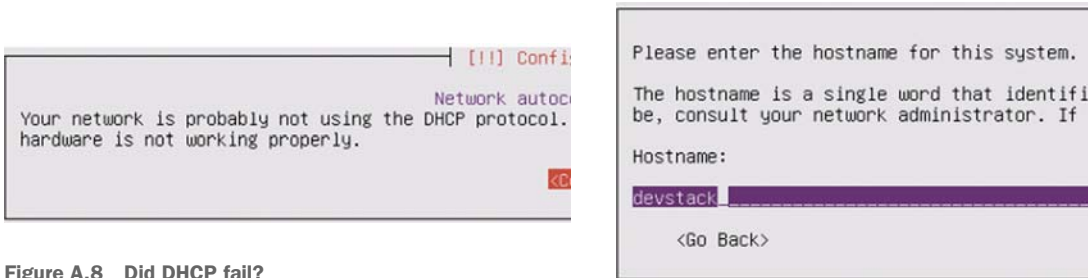 [!!] Confi
Network autoc
Your network is probably not using the DHCP protocol.
hardware is not working properly.
<C
Figure A.8 Did DHCP fail?
Please enter the hostname for this system.
The hostname is a single word that identifi
be, consult your network administrator. If
Hostname:
devstack
<Go Back>